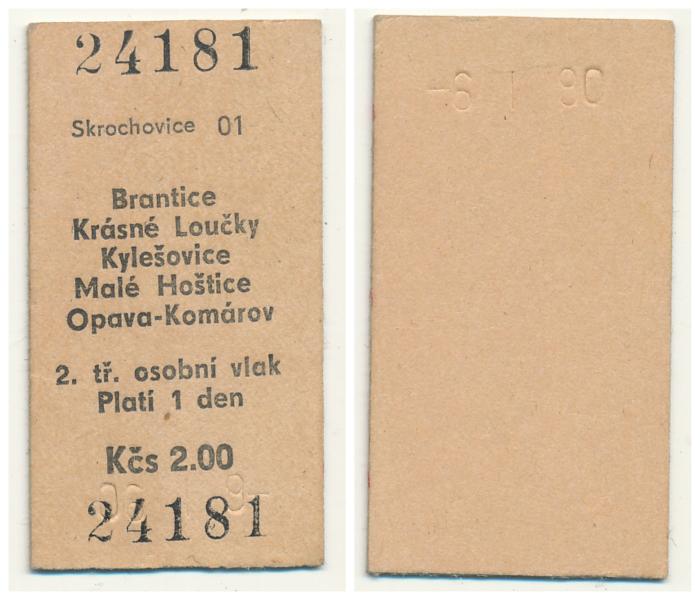 24181
Skrochovice 01
Brantice
Krásné Loučky
Kylešovice
Malé Hoštice
Opava-Komárov
2. tř. osobní vlak
Platí 1 den
Kčs 2.00
24181
-6 I 90